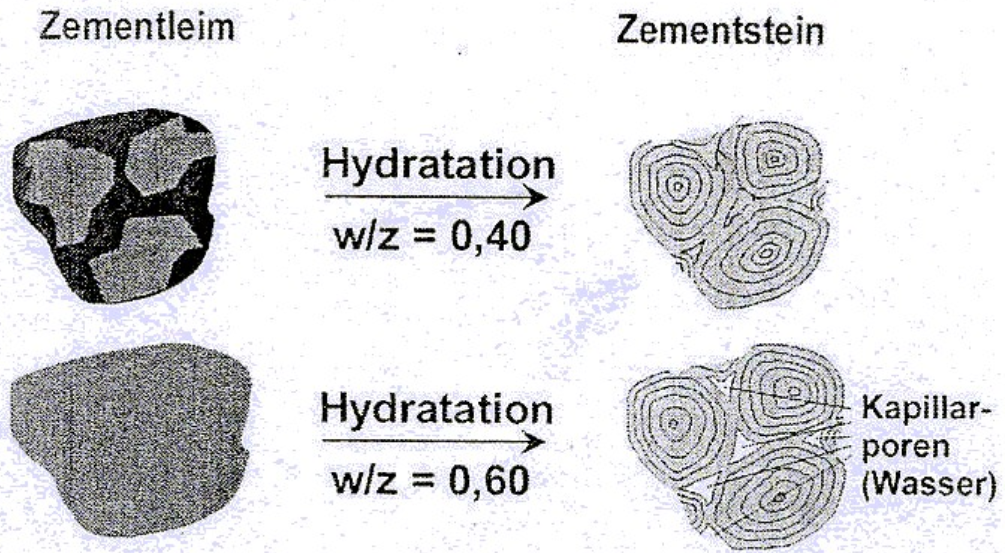 Zementleim
Zementstein
Hydratation
w/z = 0,40
Hydratation
w/z = 0,60
Kapillar-
poren
(Wasser)